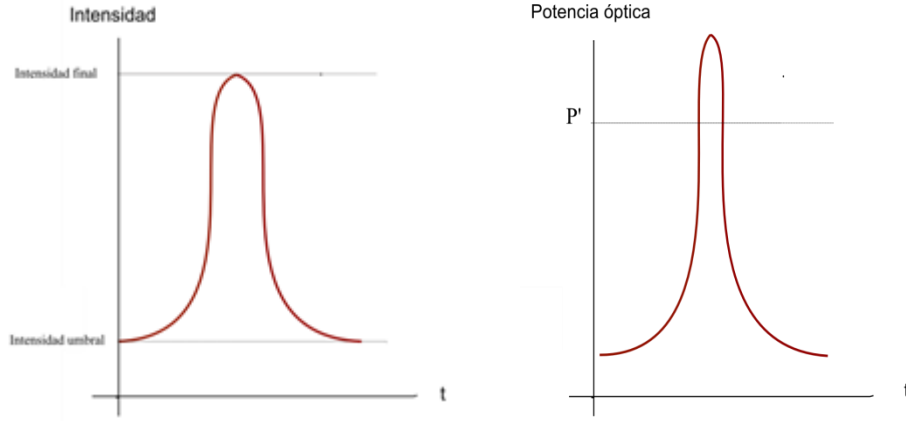 Intensidad
Intensidad final
Intensidad umbral
t
Potencia óptica
P'
t